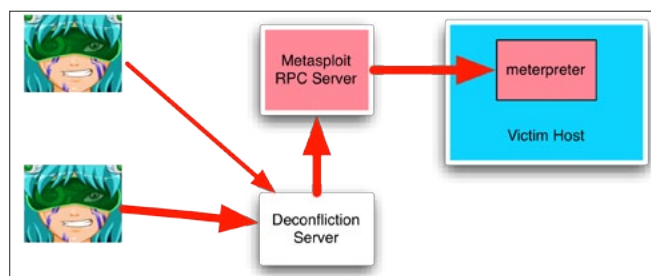 Metasploit
RPC Server
meterpreter
Victim Host
Deconfliction
Server